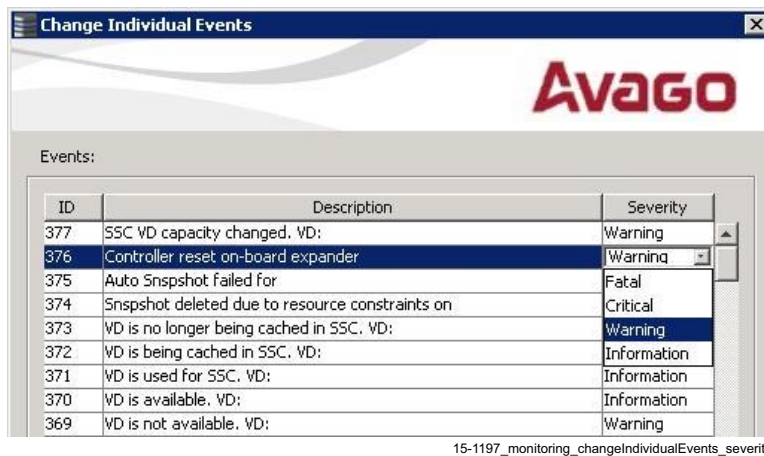 Change Individual Events
Avago
Events:
ID Description Severity
377 SSC VD capacity changed. VD: Warning
376 Controller reset on-board expander Warning
375 Auto Snspshot failed for Fatal
374 Snspshot deleted due to resource constraints on Critical
373 VD is no longer being cached in SSC. VD: Warning
372 VD is being cached in SSC. VD: Information
371 VD is used for SSC. VD: Information
370 VD is available. VD: Information
369 VD is not available. VD: Warning
15-1197_monitoring_changeIndividualEvents_severit